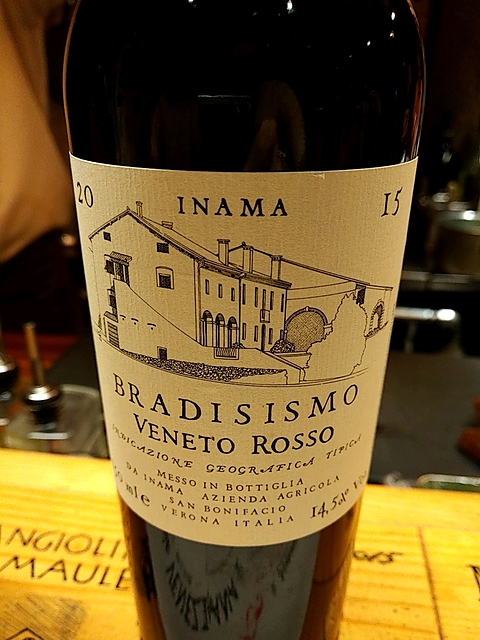 20 INAMA 15
BRADISISMO
VENETO ROSSO
INDICAZIONE GEOGRAFICA TIPICA
MESSO IN BOTTIGLIA
DA INAMA AZIENDA AGRICOLA
SAN BONIFACIO
ml e VERONA ITALIA 14,5% Vol
MAULE